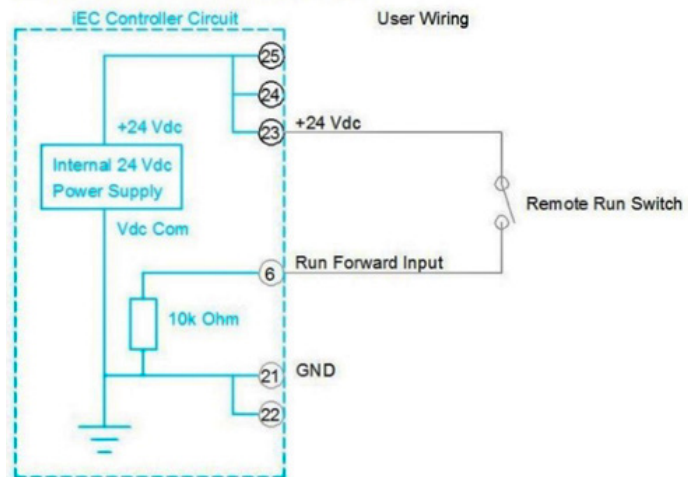 iEC Controller Circuit
User Wiring
25
24
+24 Vdc
23
+24 Vdc
Internal 24 Vdc
Power Supply
Remote Run Switch
Vdc Com
6
Run Forward Input
10k Ohm
21
GND
22